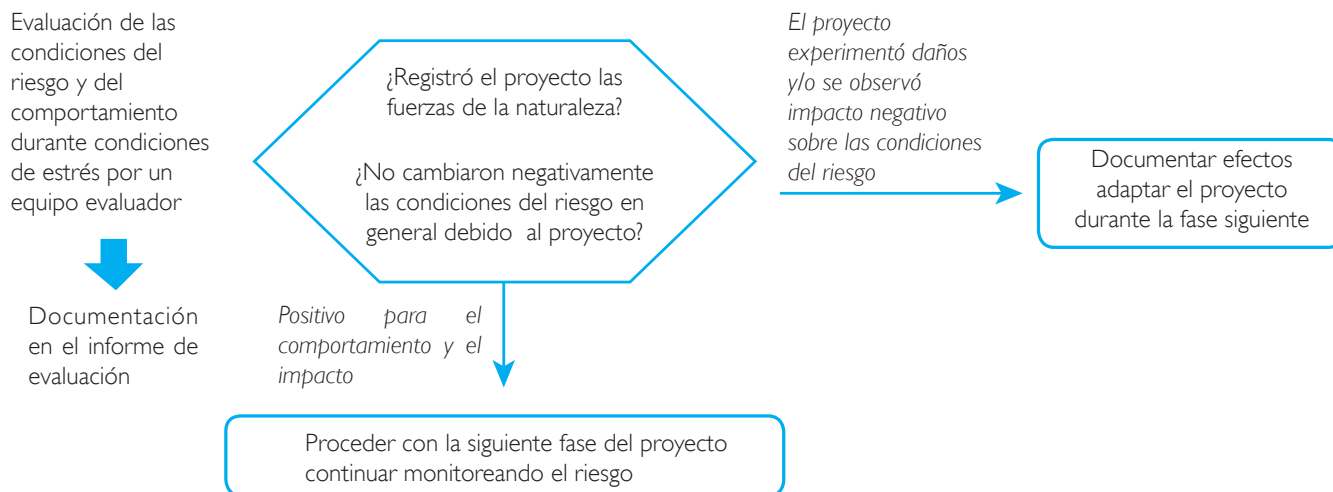 Evaluación de las
condiciones del
riesgo y del
comportamiento
durante condiciones
de estrés por un
equipo evaluador
Documentación
en el informe de
evaluación
¿Registró el proyecto las
fuerzas de la naturaleza?
¿No cambiaron negativamente
las condiciones del riesgo en
general debido al proyecto?
El proyecto
experimentó daños
y/o se observó
impacto negativo
sobre las condiciones
del riesgo
Documentar efectos
adaptar el proyecto
durante la fase siguiente
Positivo para el
comportamiento y el
impacto
Proceder con la siguiente fase del proyecto
continuar monitoreando el riesgo